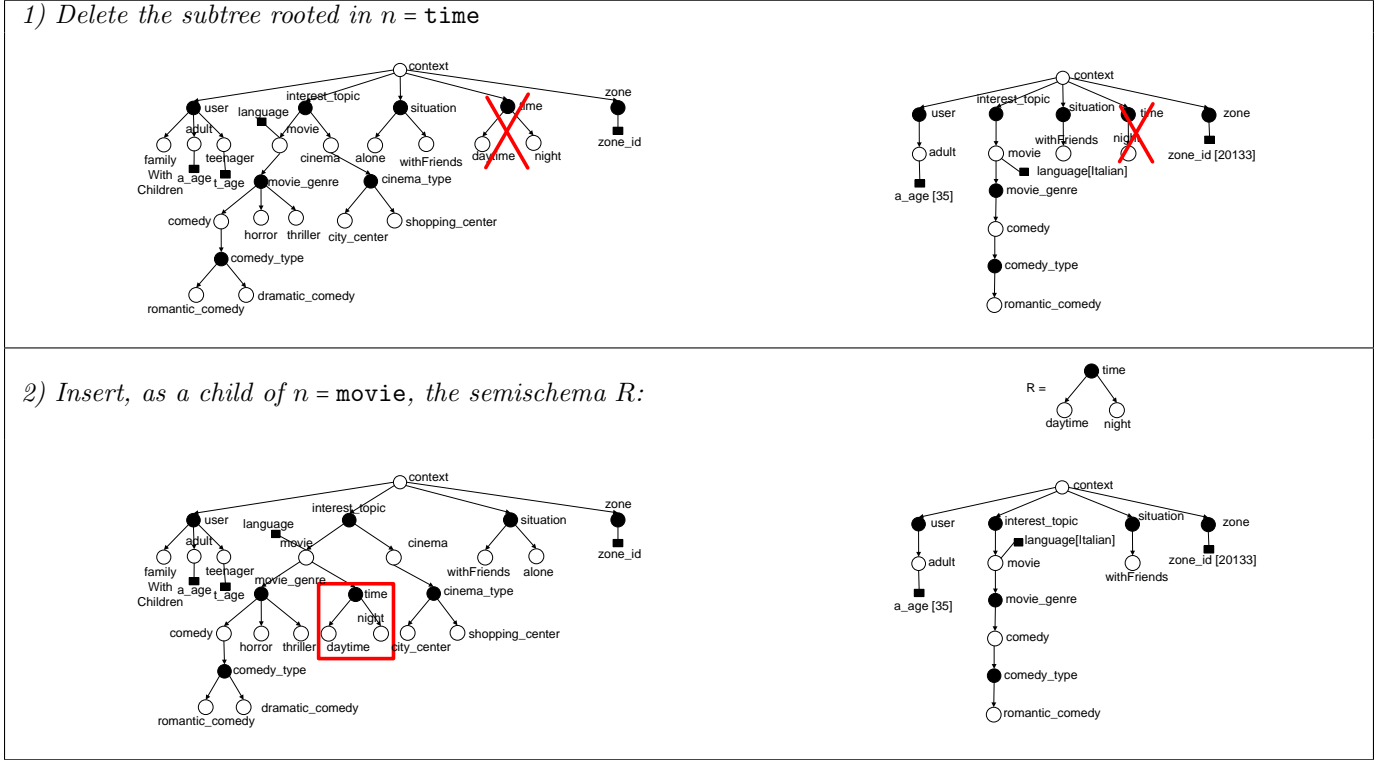 1) Delete the subtree rooted in n = time
context
user
interest_topic
situation
time
zone
language
adult
movie
family
With
Children
a_age
teenager
t_age
cinema
alone
withFriends
daytime
night
zone_id
movie_genre
cinema_type
comedy
horror
thriller
city_center
shopping_center
comedy_type
romantic_comedy
dramatic_comedy
context
user
interest_topic
situation
time
zone
adult
movie
withFriends
night
zone_id [20133]
language[Italian]
a_age [35]
movie_genre
comedy
comedy_type
romantic_comedy
2) Insert, as a child of n = movie, the semischema R:
R =
time
daytime
night
context
user
interest_topic
situation
zone
language
adult
movie
cinema
family
With
Children
a_age
teenager
t_age
withFriends
alone
zone_id
movie_genre
time
cinema_type
night
comedy
horror
thriller
daytime
city_center
shopping_center
comedy_type
romantic_comedy
dramatic_comedy
context
user
interest_topic
situation
zone
language[Italian]
adult
movie
withFriends
zone_id [20133]
a_age [35]
movie_genre
comedy
comedy_type
romantic_comedy